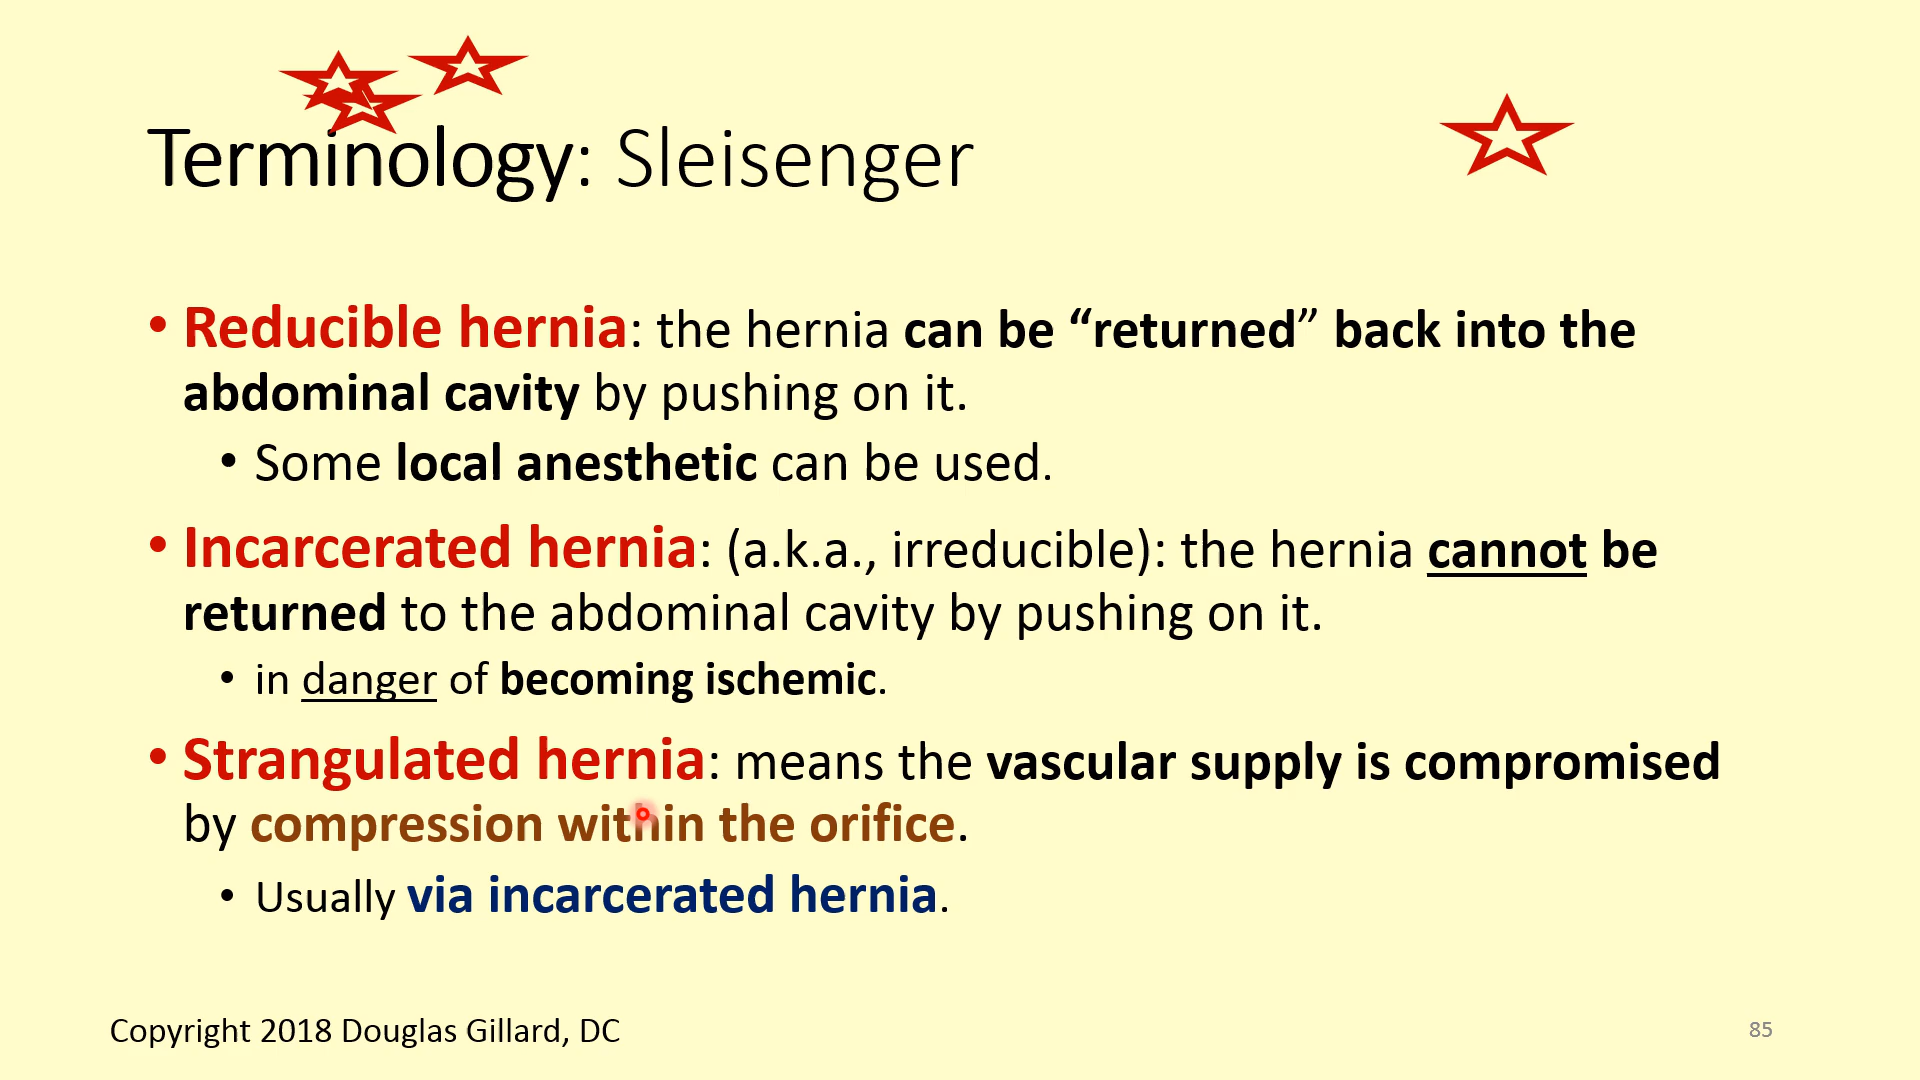 Terminology: Sleisenger
• Reducible hernia: the hernia can be “returned” back into the
abdominal cavity by pushing on it.
• Some local anesthetic can be used.
• Incarcerated hernia: (a.k.a., irreducible): the hernia cannot be
returned to the abdominal cavity by pushing on it.
• in danger of becoming ischemic.
• Strangulated hernia: means the vascular supply is compromised
by compression within the orifice.
• Usually via incarcerated hernia.
Copyright 2018 Douglas Gillard, DC
85